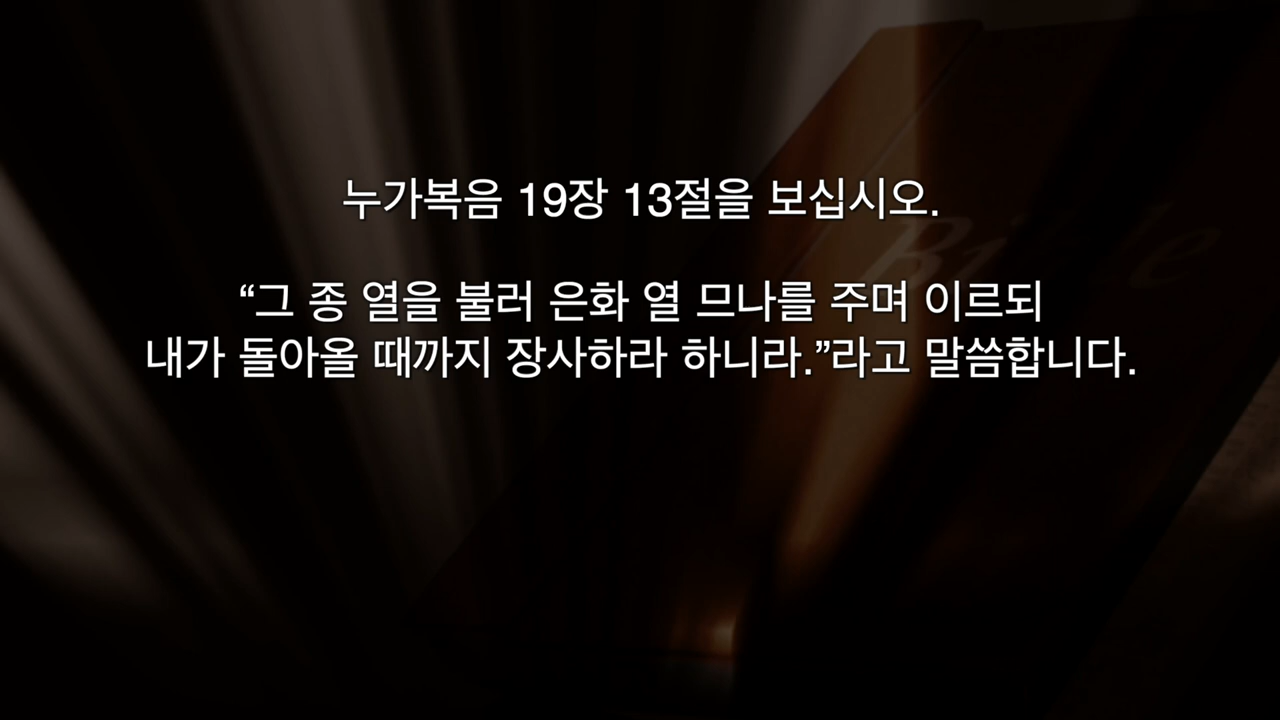 누가복음 19장 13절을 보십시오.
“그 종 열을 불러 은화 열 므나를 주며 이르되
내가 돌아올 때까지 장사하라 하니라.”라고 말씀합니다.
Bible